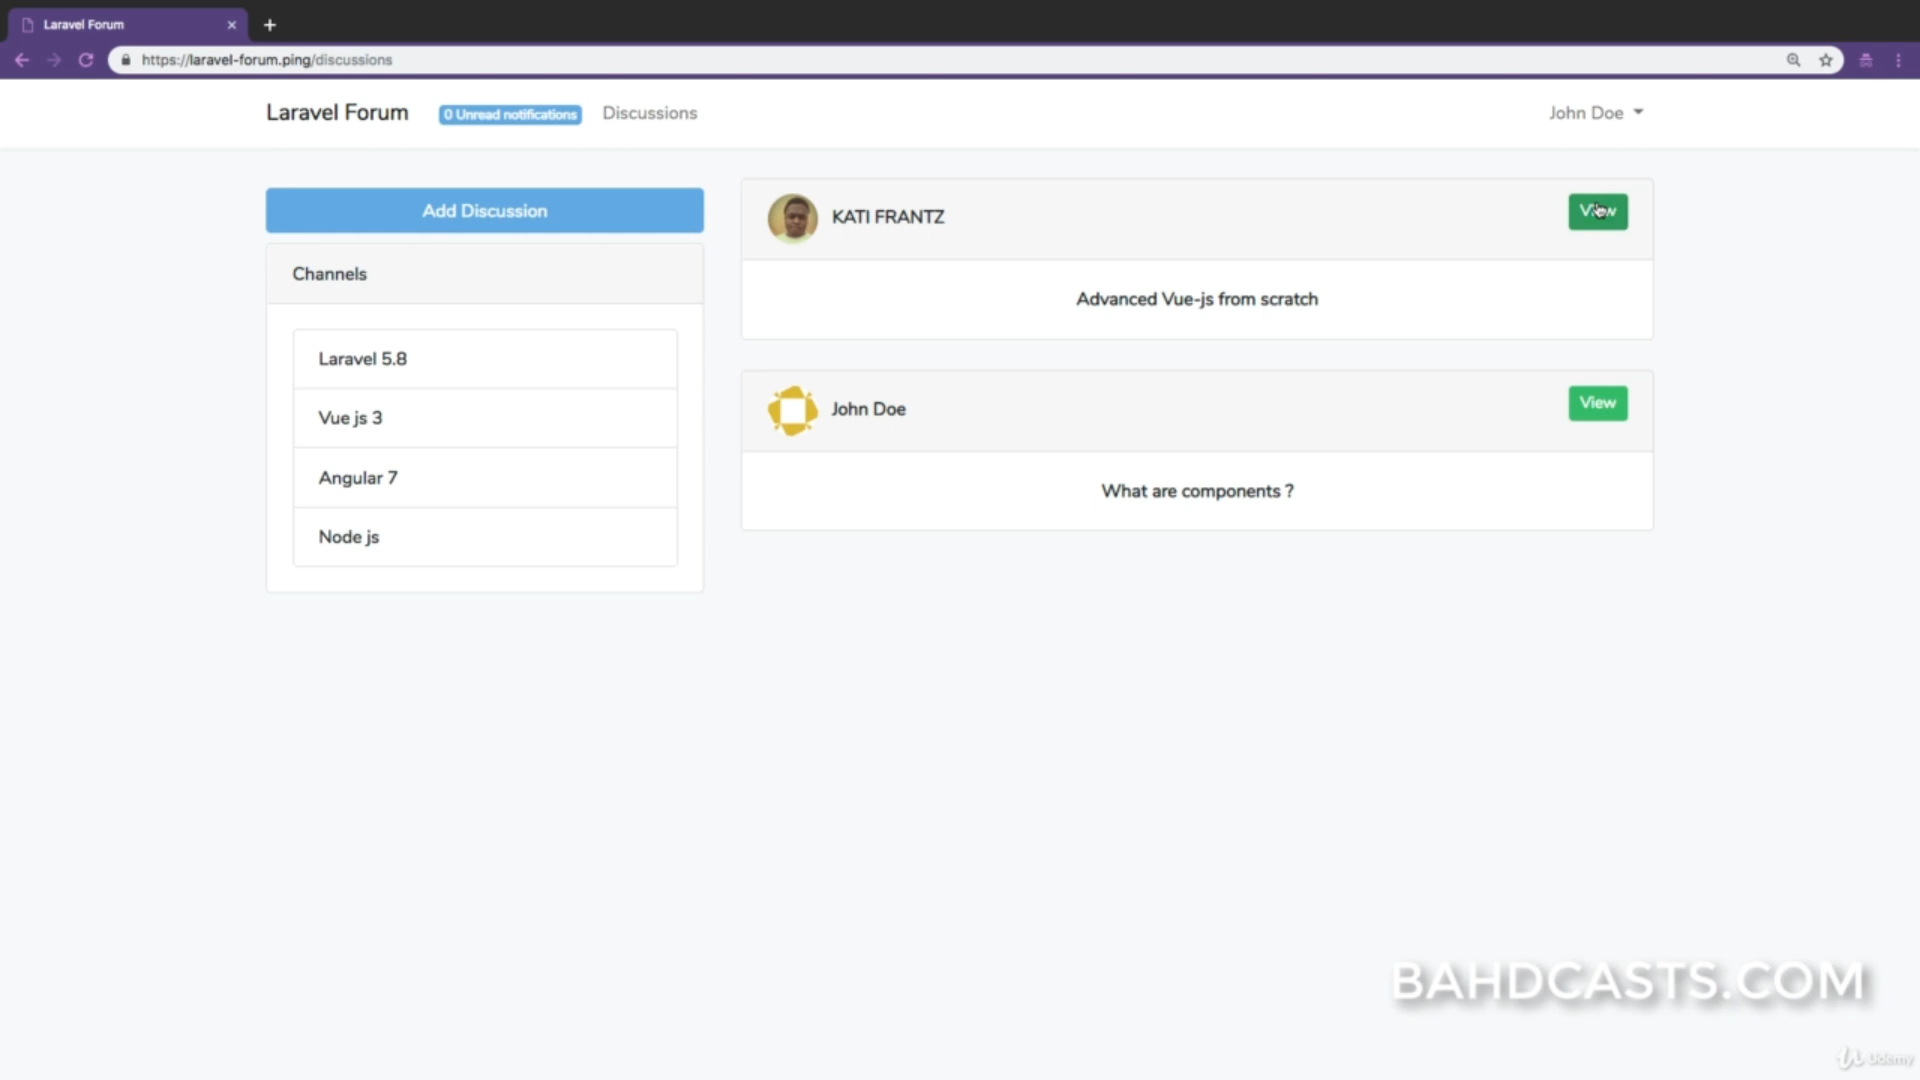 Laravel Forum
https://laravel-forum.ping/discussions
Laravel Forum
0 Unread notifications
Discussions
John Doe
Add Discussion
Channels
Laravel 5.8
Vue js 3
Angular 7
Node js
KATI FRANTZ
View
Advanced Vue-js from scratch
John Doe
View
What are components ?
BAHDCASTS.COM
Udemy